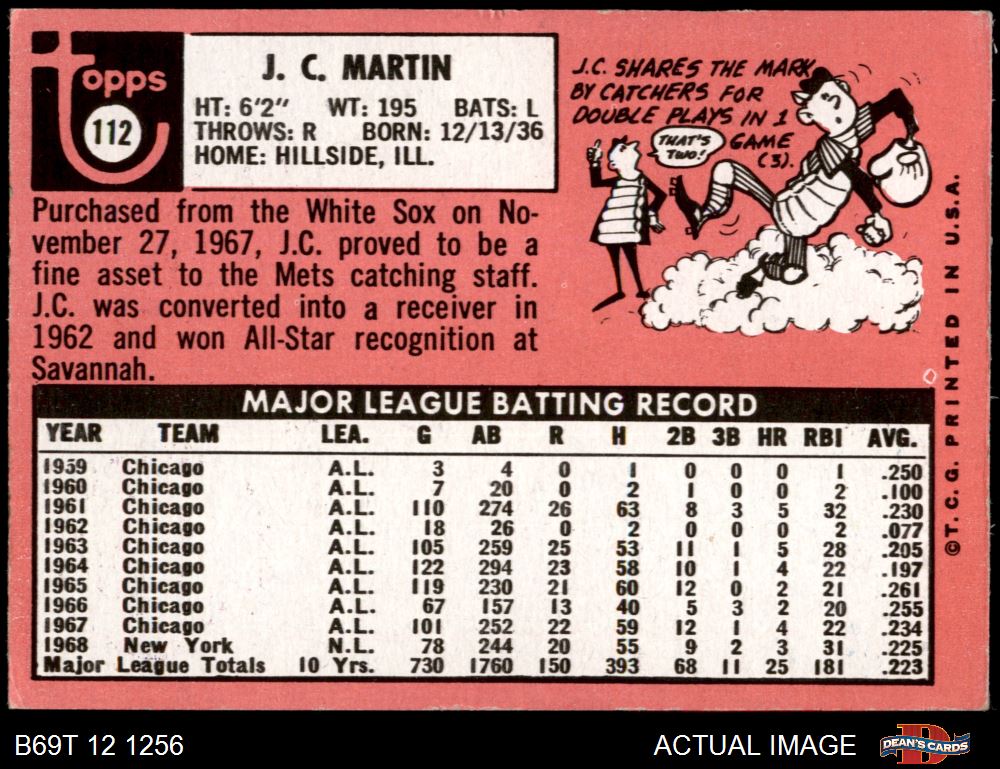 topps
112
J. C. MARTIN
HT: 6'2" WT: 195 BATS: L
THROWS: R BORN: 12/13/36
HOME: HILLSIDE, ILL.
J.C. SHARES THE MARK
BY CATCHERS FOR
DOUBLE PLAYS IN 1
GAME
(3).
THAT'S
TWO!
Purchased from the White Sox on No-
vember 27, 1967, J.C. proved to be a
fine asset to the Mets catching staff.
J.C. was converted into a receiver in
1962 and won All-Star recognition at
Savannah.
MAJOR LEAGUE BATTING RECORD
YEAR TEAM LEA. G AB R H 2B 3B HR RBI AVG.
1959 Chicago A.L. 3 4 0 1 0 0 0 1 .250
1960 Chicago A.L. 7 20 0 2 1 0 0 2 .100
1961 Chicago A.L. 110 274 26 63 8 3 5 32 .230
1962 Chicago A.L. 18 26 0 2 0 0 0 2 .077
1963 Chicago A.L. 105 259 25 53 11 1 5 28 .205
1964 Chicago A.L. 122 294 23 58 10 1 4 22 .197
1965 Chicago A.L. 119 230 21 60 12 0 2 21 .261
1966 Chicago A.L. 67 157 13 40 5 3 2 20 .255
1967 Chicago A.L. 101 252 22 59 12 1 4 22 .234
1968 New York N.L. 78 244 20 55 9 2 3 31 .225
Major League Totals 10 Yrs. 730 1760 150 393 68 11 25 181 .223
©T.C.G. PRINTED IN U.S.A.
B69T 12 1256
ACTUAL IMAGE
DEAN'S CARDS